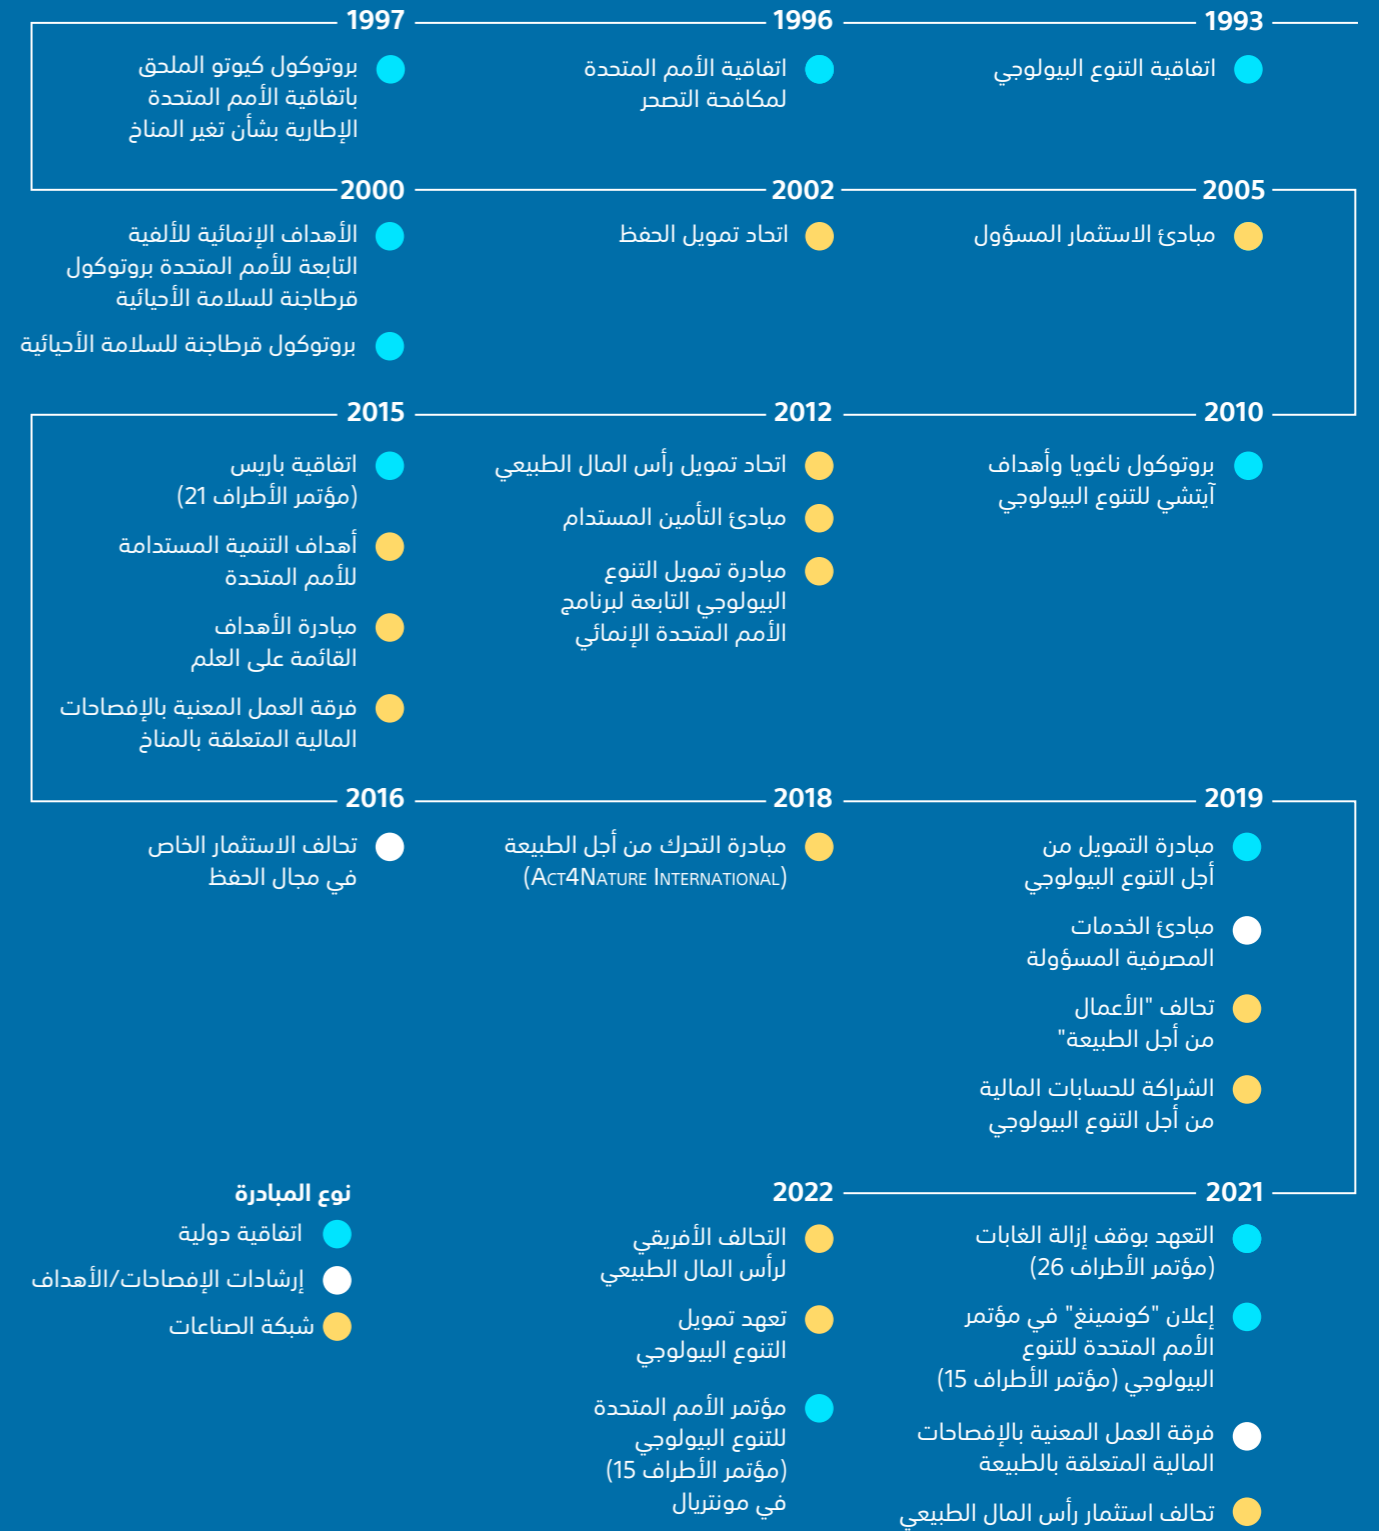 1993
اتفاقية التنوع البيولوجي
1996
اتفاقية الأمم المتحدة
لمكافحة التصحر
1997
بروتوكول كيوتو الملحق
باتفاقية الأمم المتحدة
الإطارية بشأن تغير المناخ
2000
الأهداف الإنمائية للألفية
التابعة للأمم المتحدة بروتوكول
قرطاجنة للسلامة الأحيائية
بروتوكول قرطاجنة للسلامة الأحيائية
2002
اتحاد تمويل الحفظ
2005
مبادئ الاستثمار المسؤول
2010
بروتوكول ناغويا وأهداف
آيتشي للتنوع البيولوجي
2012
اتحاد تمويل رأس المال الطبيعي
مبادئ التأمين المستدام
مبادرة تمويل التنوع
البيولوجي التابعة لبرنامج
الأمم المتحدة الإنمائي
2015
اتفاقية باريس
(مؤتمر الأطراف 21)
أهداف التنمية المستدامة
للأمم المتحدة
مبادرة الأهداف
القائمة على العلم
فرقة العمل المعنية بالإفصاحات
المالية المتعلقة بالمناخ
2016
تحالف الاستثمار الخاص
في مجال الحفظ
2018
مبادرة التحرك من أجل الطبيعة
(ACT4NATURE INTERNATIONAL)
2019
مبادرة التمويل من
أجل التنوع البيولوجي
مبادئ الخدمات
المصرفية المسؤولة
تحالف "الأعمال
من أجل الطبيعة"
الشراكة للحسابات المالية
من أجل التنوع البيولوجي
2021
التعهد بوقف إزالة الغابات
(مؤتمر الأطراف 26)
إعلان "كونمينغ" في مؤتمر
الأمم المتحدة للتنوع
البيولوجي (مؤتمر الأطراف 15)
فرقة العمل المعنية بالإفصاحات
المالية المتعلقة بالطبيعة
تحالف استثمار رأس المال الطبيعي
2022
التحالف الأفريقي
لرأس المال الطبيعي
تعهد تمويل
التنوع البيولوجي
مؤتمر الأمم المتحدة
للتنوع البيولوجي
(مؤتمر الأطراف 15)
في مونتريال
نوع المبادرة
اتفاقية دولية
إرشادات الإفصاحات/الأهداف
شبكة الصناعات